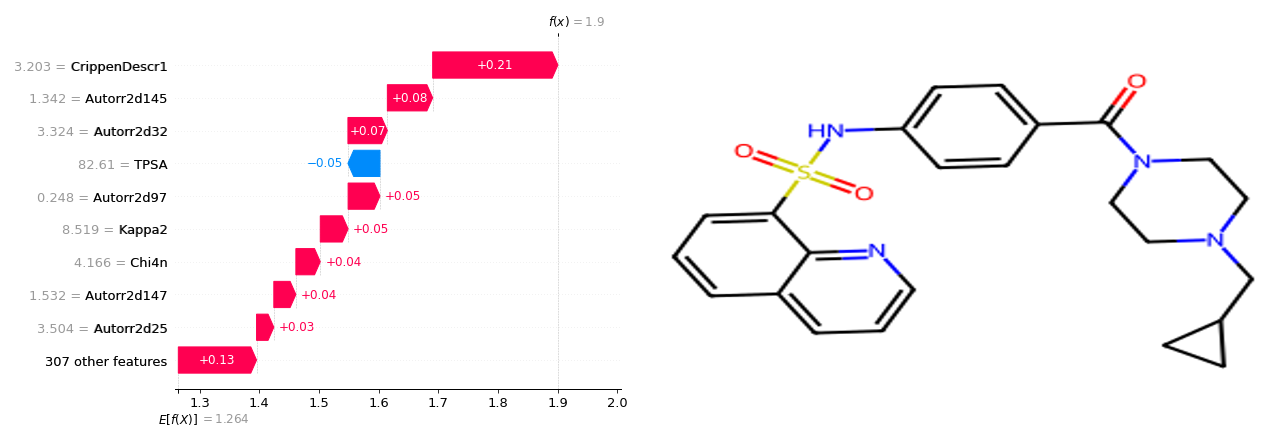 f(x) = 1.9
3.203 = CrippenDescr1 +0.21
1.342 = Autorr2d145 +0.08
3.324 = Autorr2d32 +0.07
82.61 = TPSA −0.05
0.248 = Autorr2d97 +0.05
8.519 = Kappa2 +0.05
4.166 = Chi4n +0.04
1.532 = Autorr2d147 +0.04
3.504 = Autorr2d25 +0.03
307 other features +0.13
1.3 1.4 1.5 1.6 1.7 1.8 1.9 2.0
E[f(X)] = 1.264
O
HN
O
S
N
O
N
N